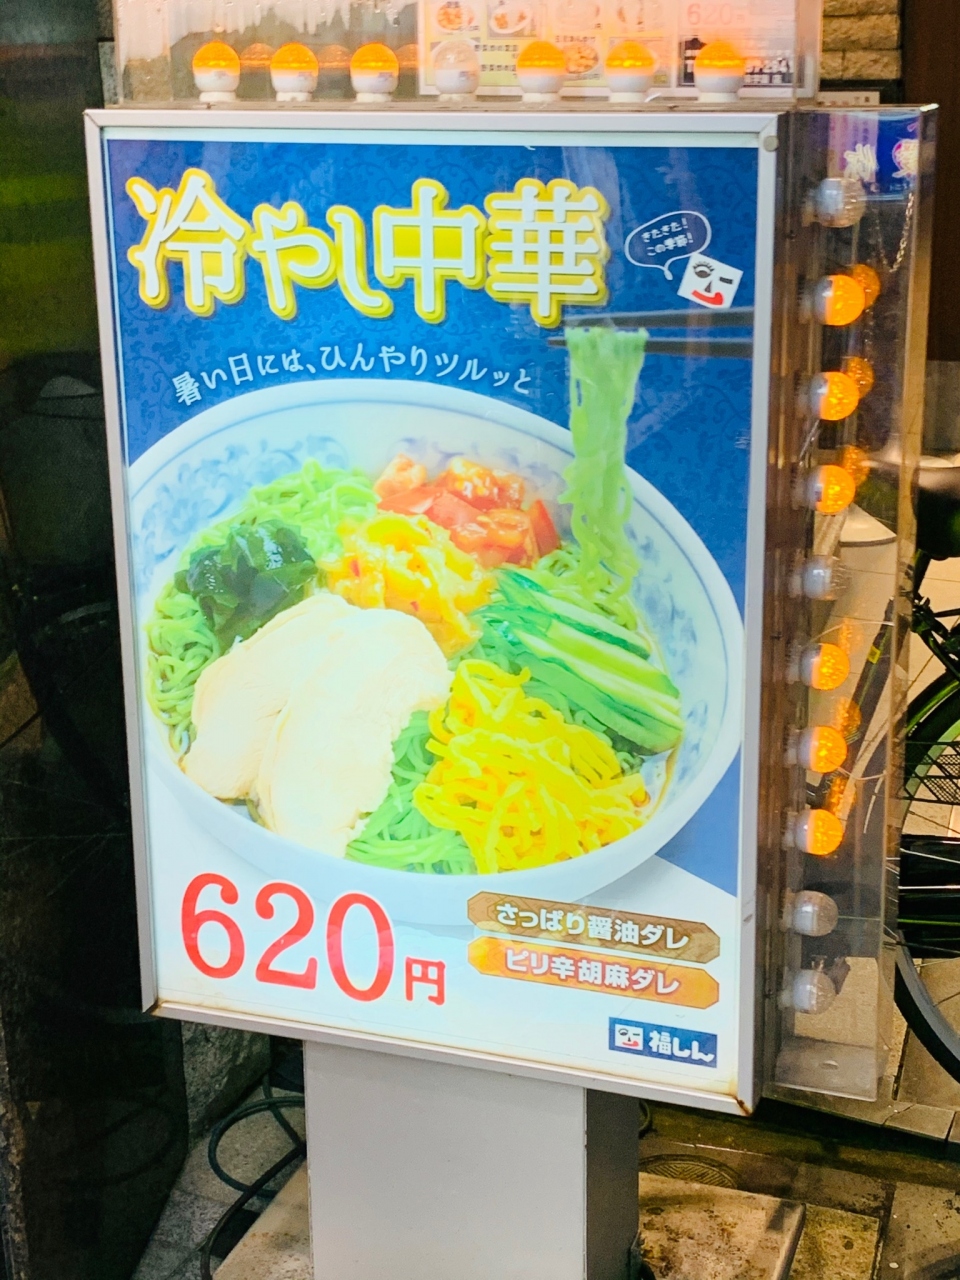 620
冷やし中華
きたきた!
この季節!
暑い日には、ひんやりツルッと
620円
さっぱり醤油ダレ
ピリ辛胡麻ダレ
福しん